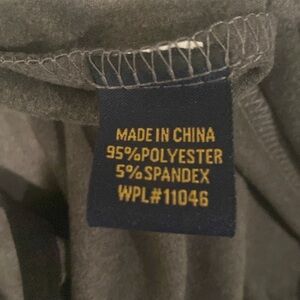 MADE IN CHINA
95%POLYESTER
5%SPANDEX
WPL#11046